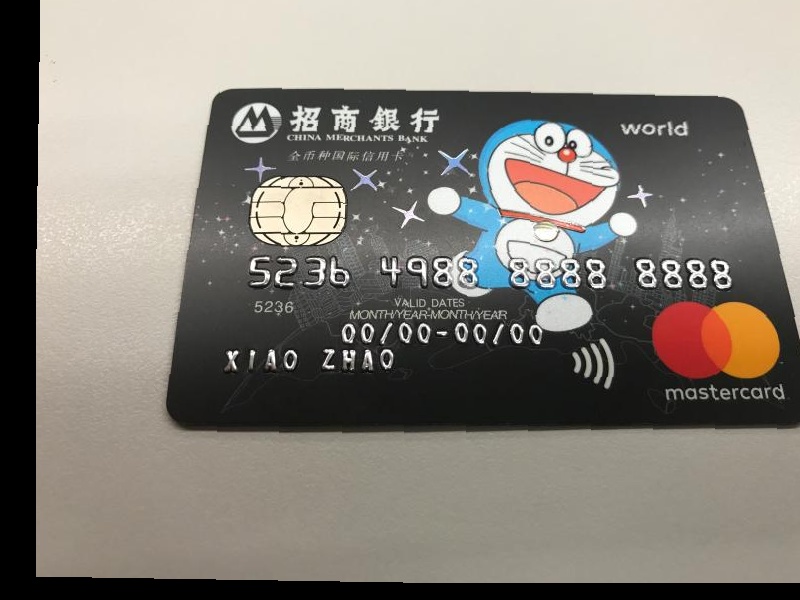 招商銀行
CHINA MERCHANTS BANK
world
全币种国际信用卡
5236 4988 8888 8888
5236
VALID DATES
MONTH/YEAR-MONTH/YEAR
00/00-00/00
XIAO ZHAO
mastercard